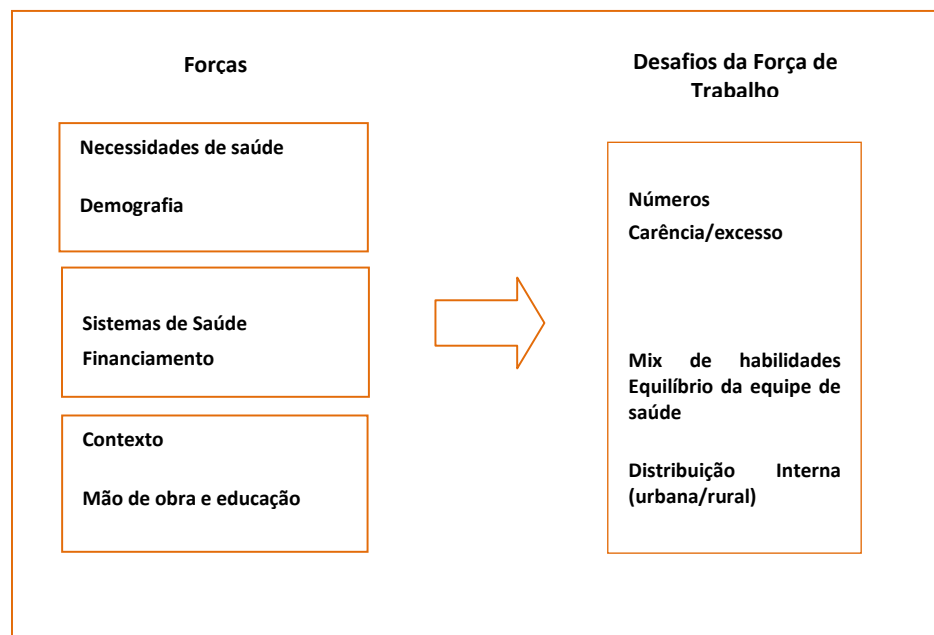 Forças
Necessidades de saúde
Demografia
Sistemas de Saúde
Financiamento
Contexto
Mão de obra e educação
Desafios da Força de
Trabalho
Números
Carência/excesso
Mix de habilidades
Equilíbrio da equipe de
saúde
Distribuição Interna
(urbana/rural)